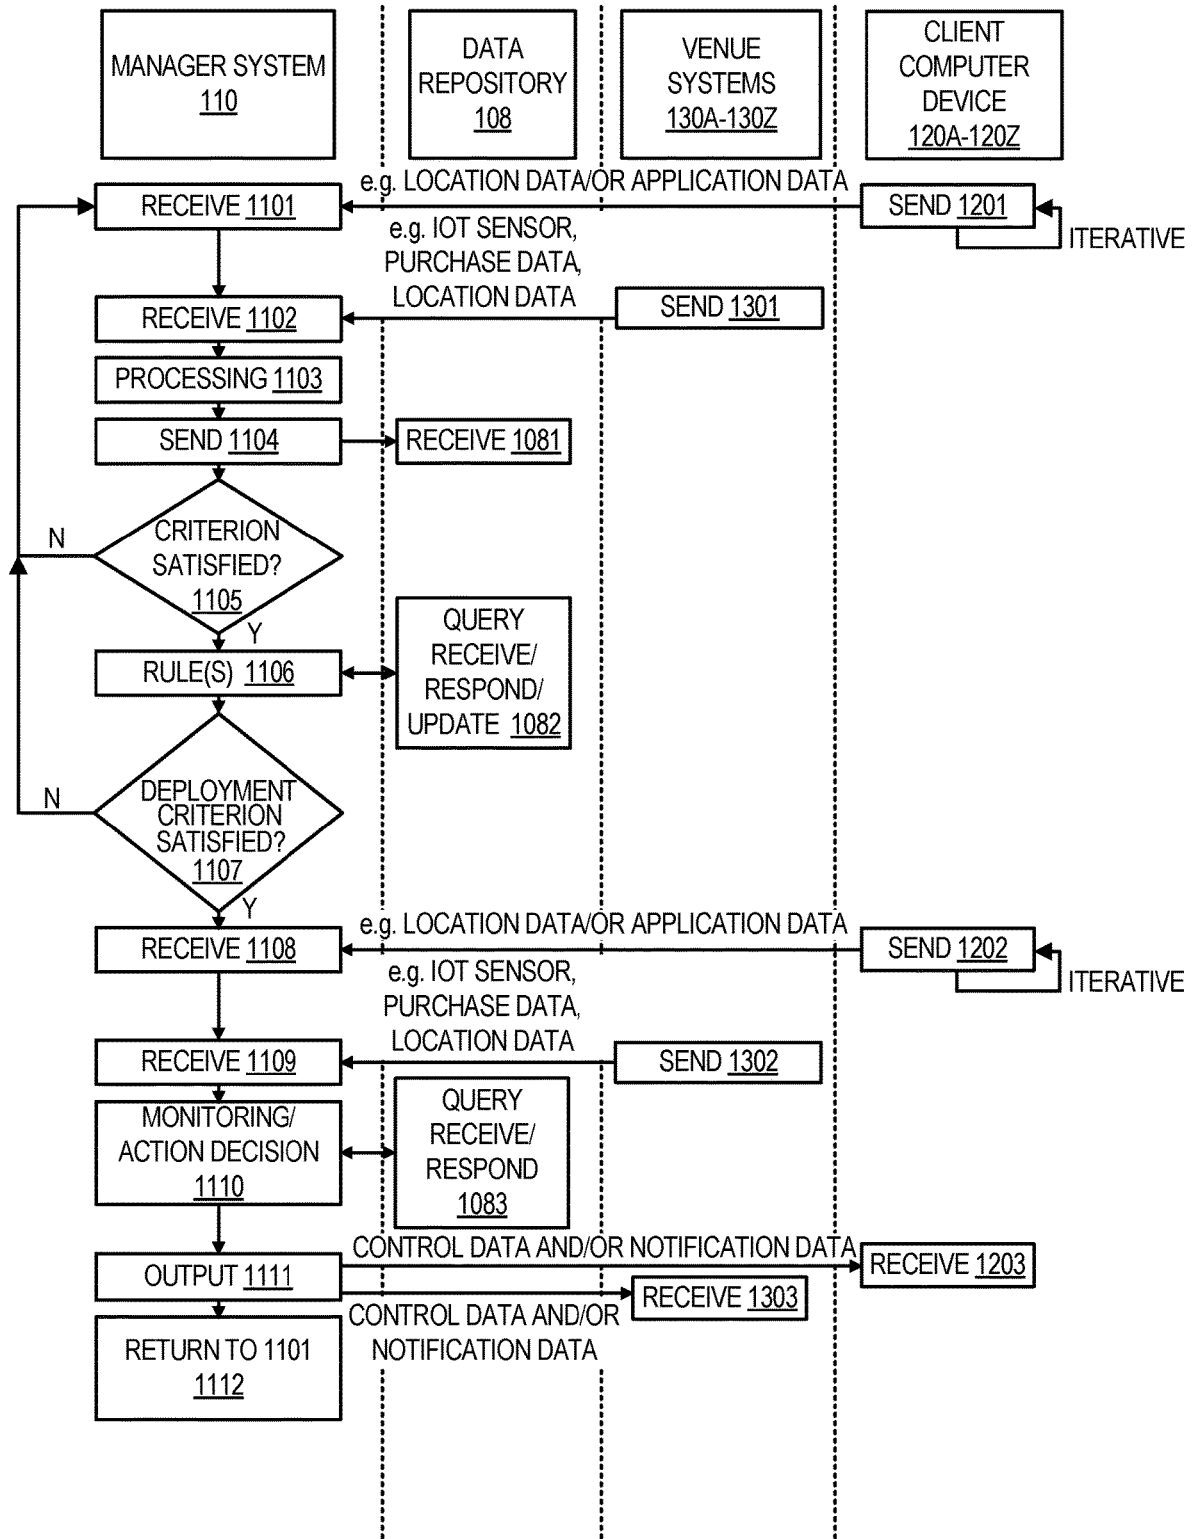 MANAGER SYSTEM
110
DATA
REPOSITORY
108
VENUE
SYSTEMS
130A-130Z
CLIENT
COMPUTER
DEVICE
120A-120Z
e.g. LOCATION DATA/OR APPLICATION DATA
RECEIVE 1101
SEND 1201
ITERATIVE
e.g. IOT SENSOR,
PURCHASE DATA,
LOCATION DATA
RECEIVE 1102
SEND 1301
PROCESSING 1103
SEND 1104
RECEIVE 1081
CRITERION
SATISFIED?
1105
N
Y
RULE(S) 1106
QUERY
RECEIVE/
RESPOND/
UPDATE 1082
DEPLOYMENT
CRITERION
SATISFIED?
1107
N
Y
e.g. LOCATION DATA/OR APPLICATION DATA
RECEIVE 1108
SEND 1202
ITERATIVE
e.g. IOT SENSOR,
PURCHASE DATA,
LOCATION DATA
RECEIVE 1109
SEND 1302
MONITORING/
ACTION DECISION
1110
QUERY
RECEIVE/
RESPOND
1083
CONTROL DATA AND/OR NOTIFICATION DATA
OUTPUT 1111
RECEIVE 1203
RECEIVE 1303
CONTROL DATA AND/OR
NOTIFICATION DATA
RETURN TO 1101
1112